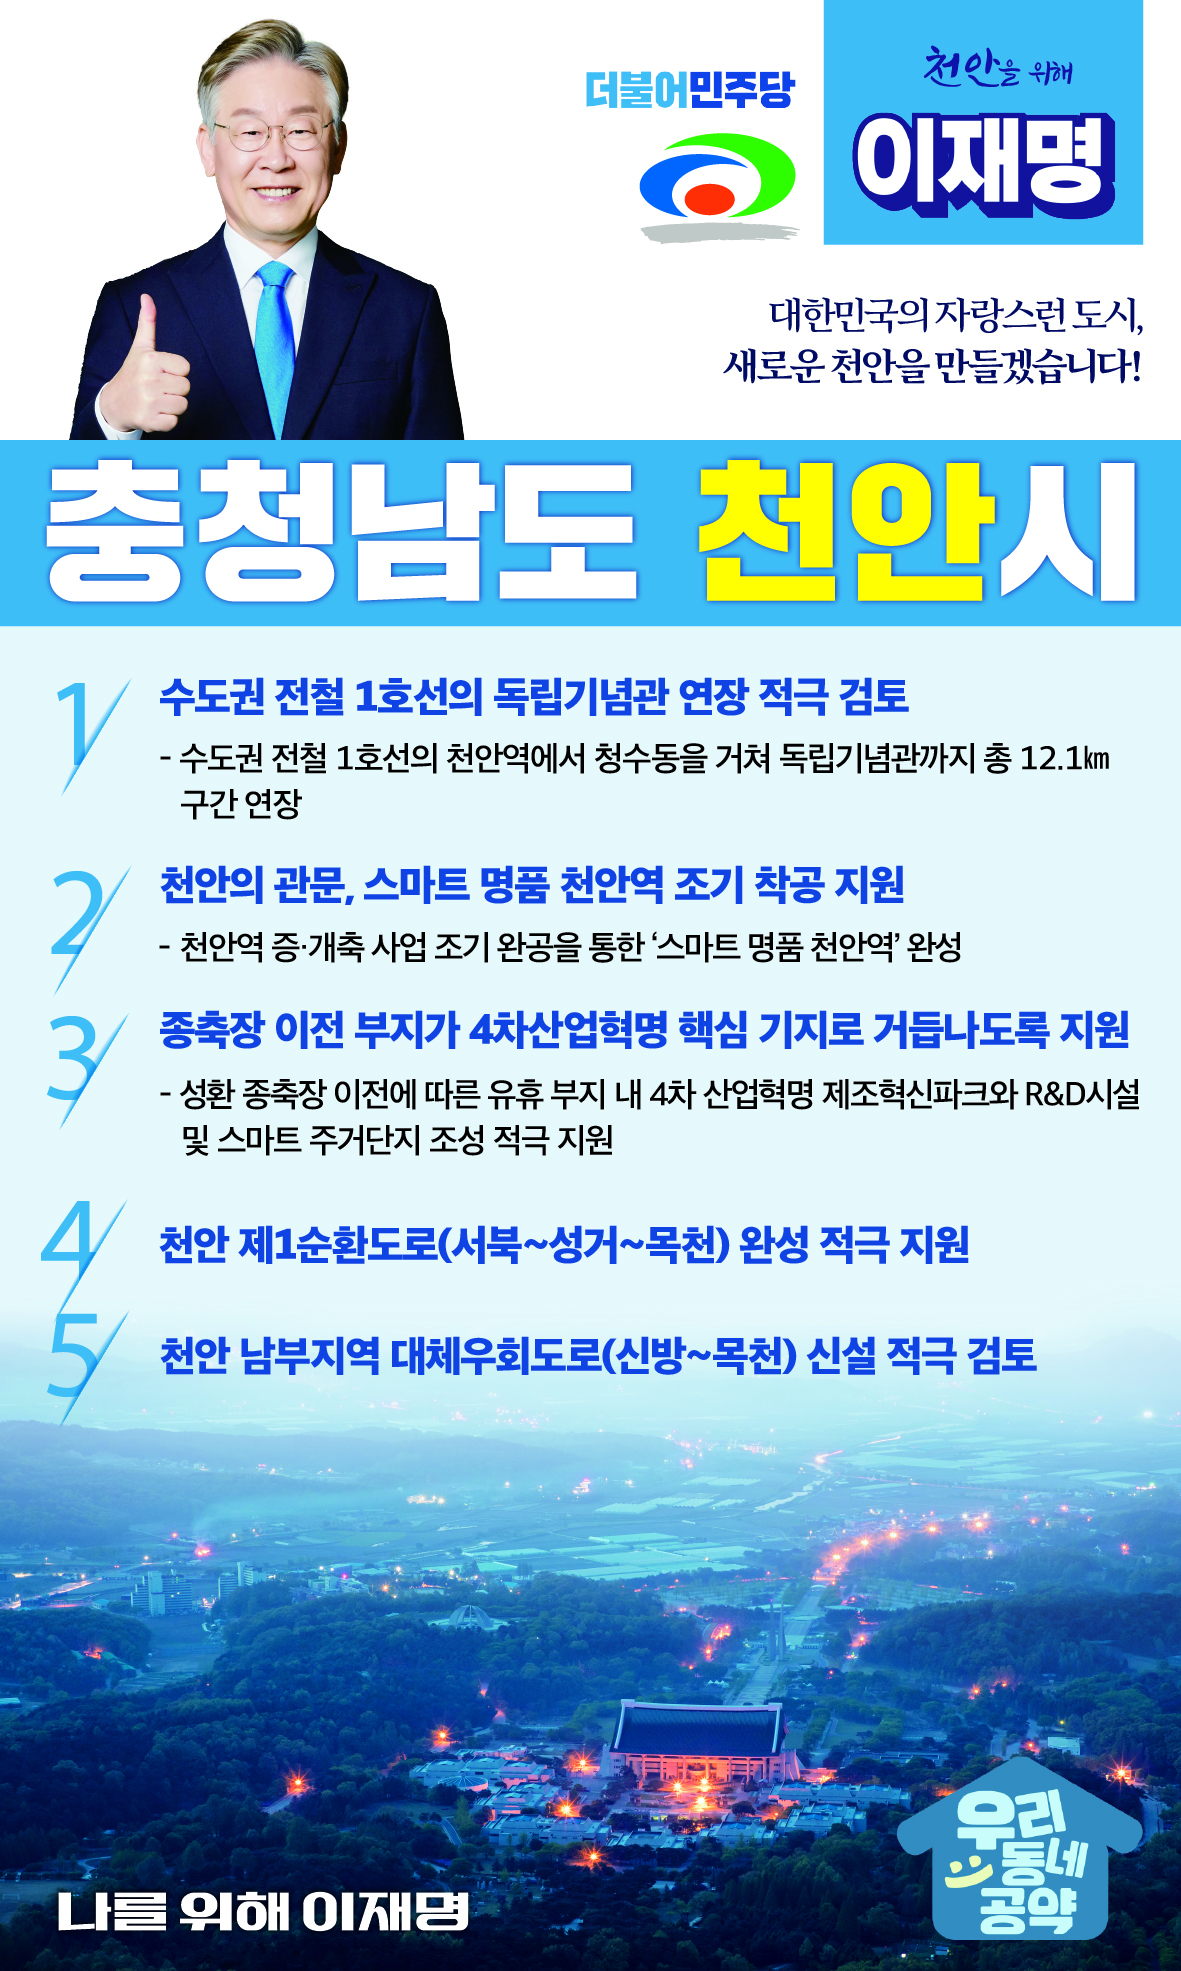 더불어민주당
천안을 위해
이재명
대한민국의 자랑스런 도시,
새로운 천안을 만들겠습니다!
충청남도 천안시
1 수도권 전철 1호선의 독립기념관 연장 적극 검토
- 수도권 전철 1호선의 천안역에서 청수동을 거쳐 독립기념관까지 총 12.1㎞
구간 연장
2 천안의 관문, 스마트 명품 천안역 조기 착공 지원
- 천안역 증·개축 사업 조기 완공을 통한 ‘스마트 명품 천안역’ 완성
3 종축장 이전 부지가 4차산업혁명 핵심 기지로 거듭나도록 지원
- 성환 종축장 이전에 따른 유휴 부지 내 4차 산업혁명 제조혁신파크와 R&D시설
및 스마트 주거단지 조성 적극 지원
4 천안 제1순환도로(서북~성거~목천) 완성 적극 지원
5 천안 남부지역 대체우회도로(신방~목천) 신설 적극 검토
우리
동네
공약
나를 위해 이재명